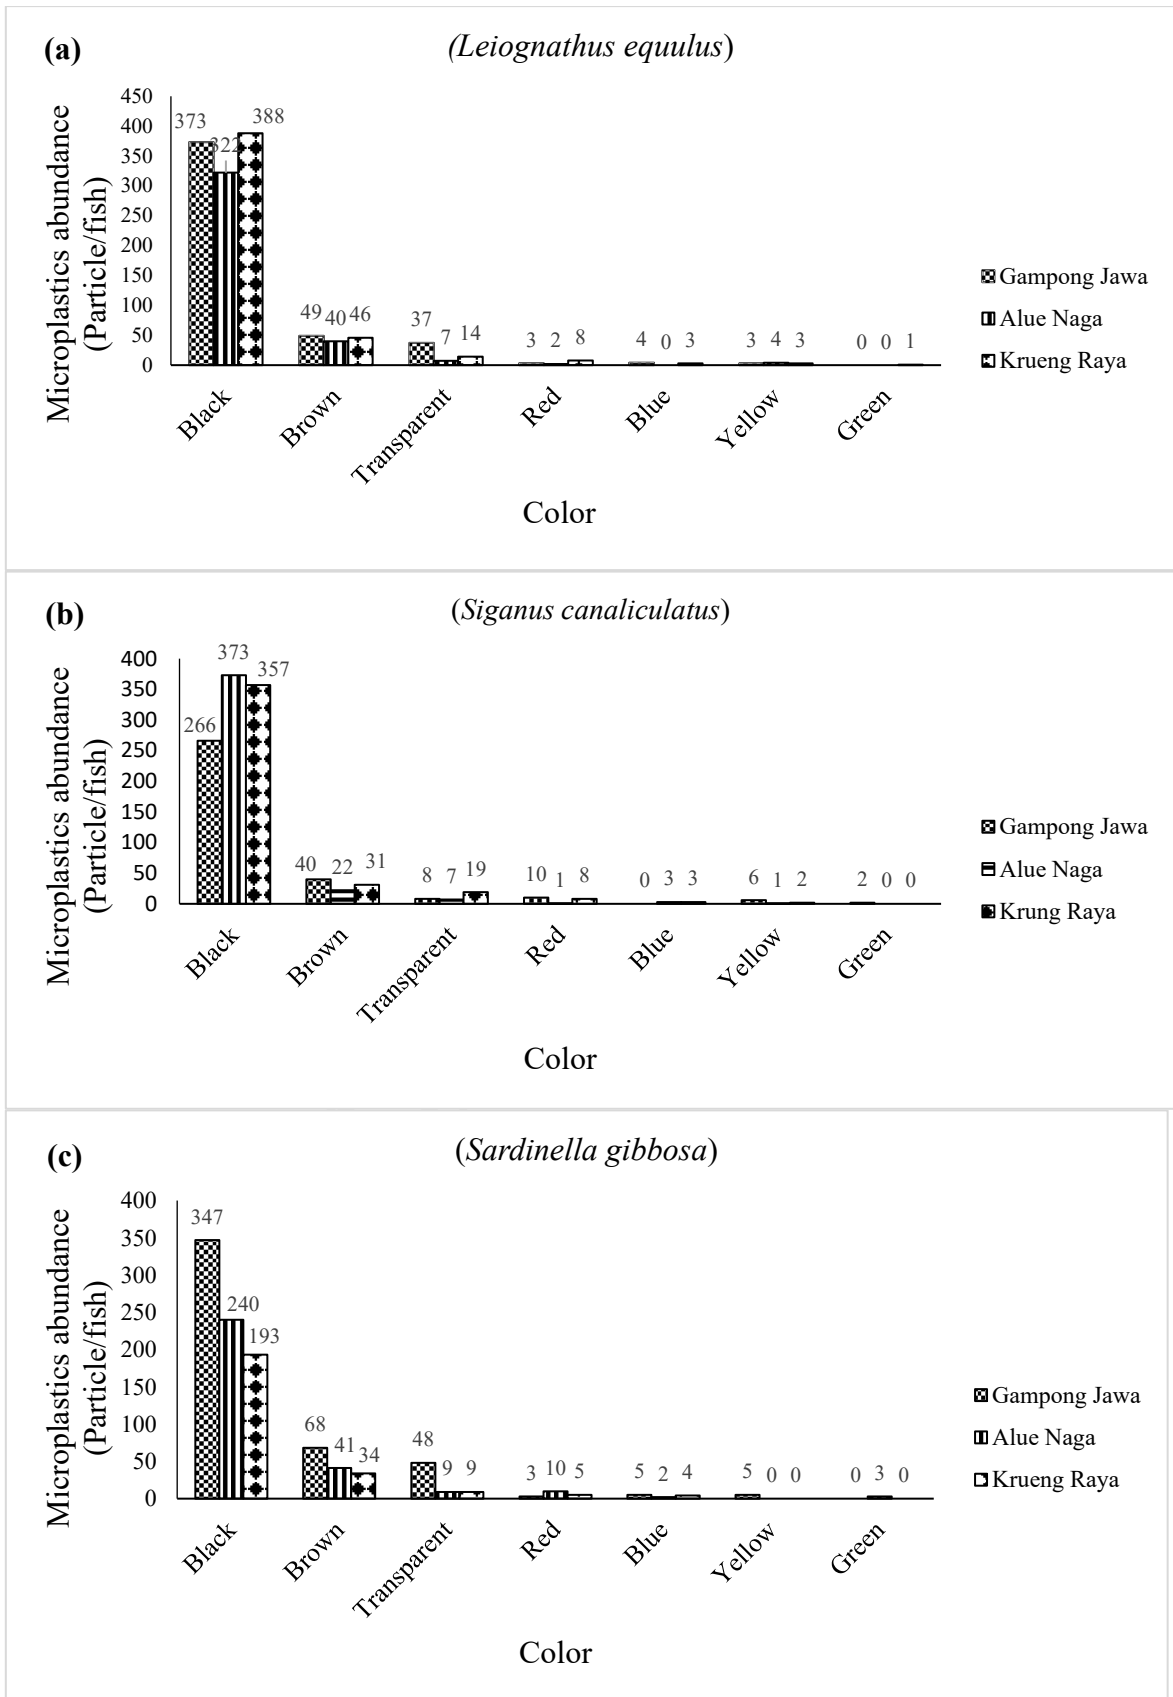 (a)
(Leiognathus equulus)
Microplastics abundance
(Particle/fish)
450
400
350
300
250
200
150
100
50
0
373
322
388
49 40 46
37
7
14
3 2 8
4 0 3
3 4 3
0 0 1
Black
Brown
Transparent
Red
Blue
Yellow
Green
Color
Gampong Jawa
Alue Naga
Krueng Raya
(b)
(Siganus canaliculatus)
Microplastics abundance
(Particle/fish)
400
350
300
250
200
150
100
50
0
266
373
357
40 22 31
8 7 19
10 1 8
0 3 3
6 1 2
2 0 0
Black
Brown
Transparent
Red
Blue
Yellow
Green
Color
Gampong Jawa
Alue Naga
Krung Raya
(c)
(Sardinella gibbosa)
Microplastics abundance
(Particle/fish)
400
350
300
250
200
150
100
50
0
347
240
193
68
41
34
48
9 9
3 10 5
5 2 4
5 0 0
0 3 0
Black
Brown
Transparent
Red
Blue
Yellow
Green
Color
Gampong Jawa
Alue Naga
Krueng Raya